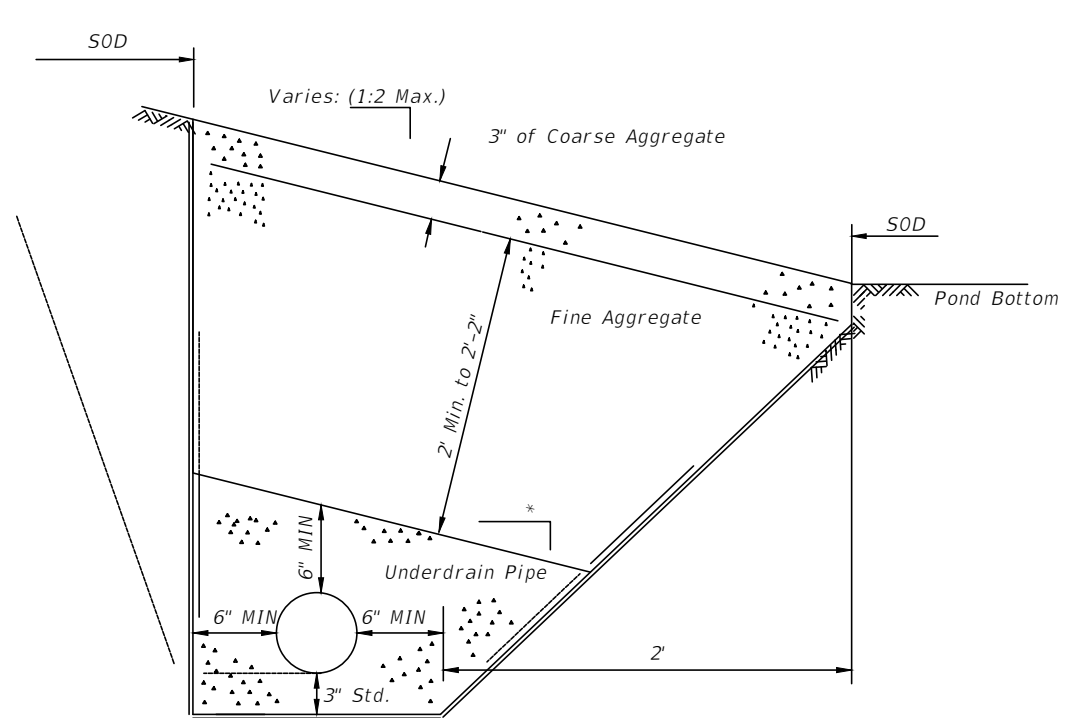 SOD
Varies: (1:2 Max.)
3" of Coarse Aggregate
SOD
Pond Bottom
Fine Aggregate
2' Min. to 2'-2"
*
6" MIN
Underdrain Pipe
6" MIN
6" MIN
2'
3" Std.